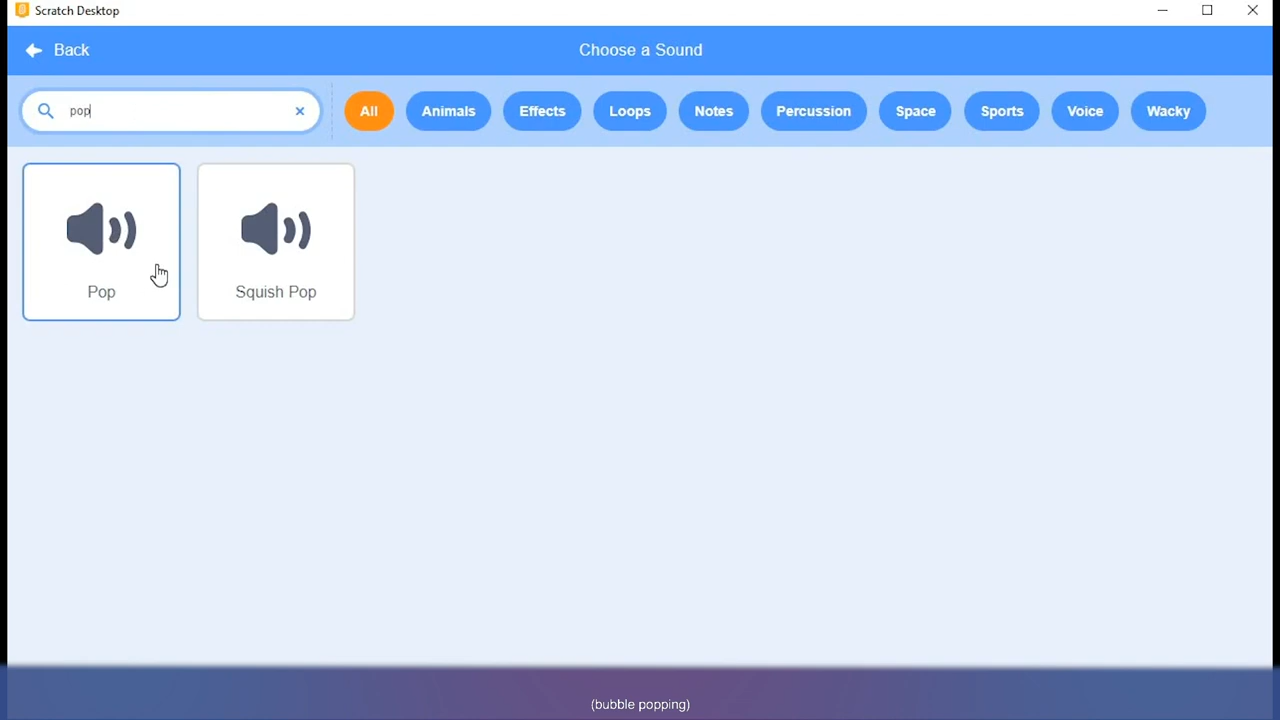 Scratch Desktop
Back
Choose a Sound
pop
All
Animals
Effects
Loops
Notes
Percussion
Space
Sports
Voice
Wacky
Pop
Squish Pop
(bubble popping)